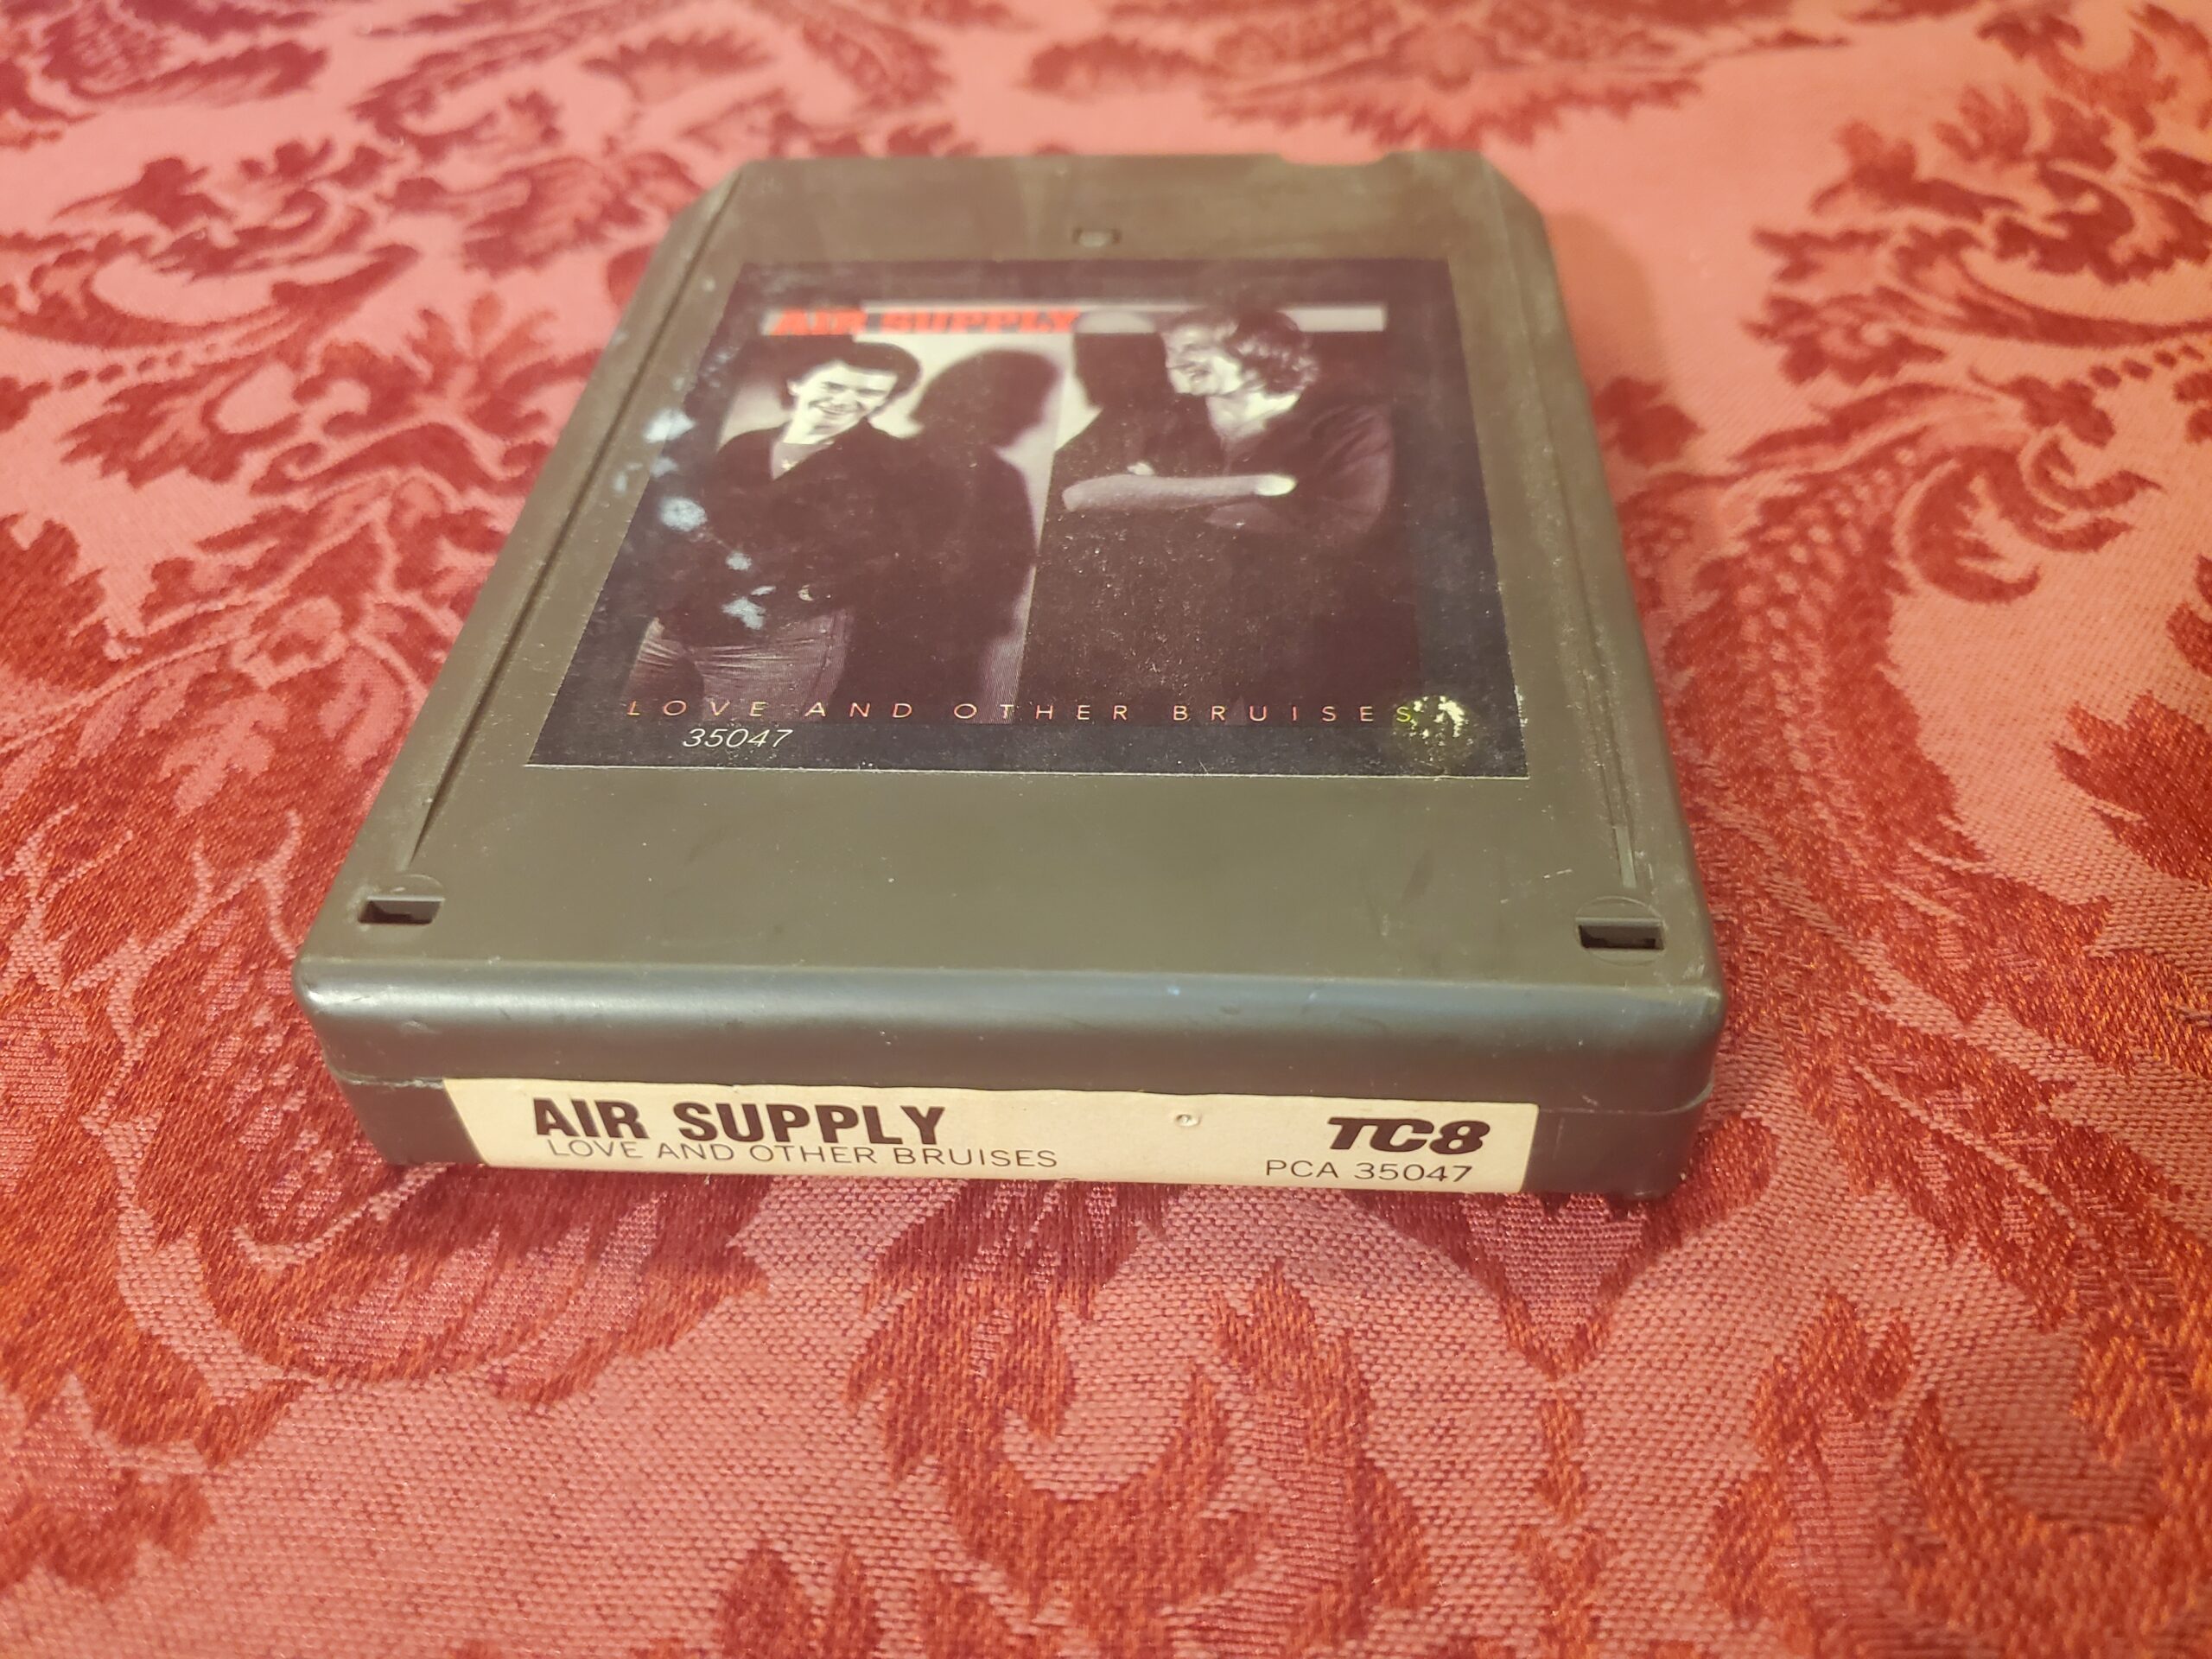 AIR SUPPLY
LOVE AND OTHER BRUISES
35047
AIR SUPPLY
LOVE AND OTHER BRUISES
TC8
PCA 35047